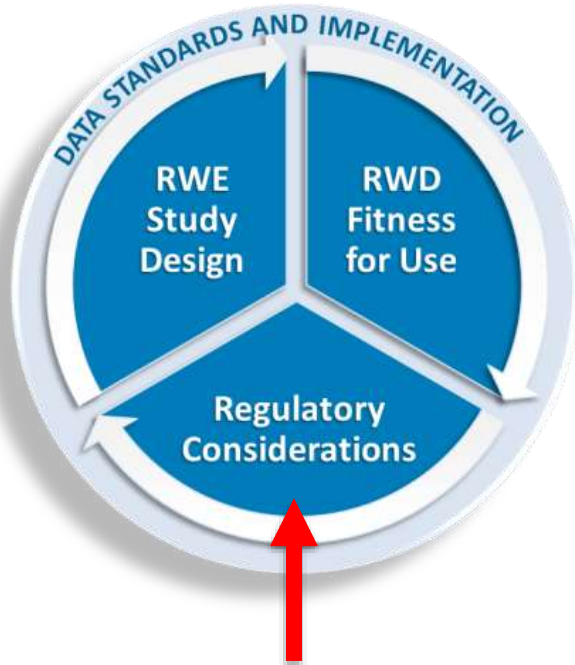 DATA STANDARDS AND IMPLEMENTATION
RWE
Study
Design
RWD
Fitness
for Use
Regulatory
Considerations